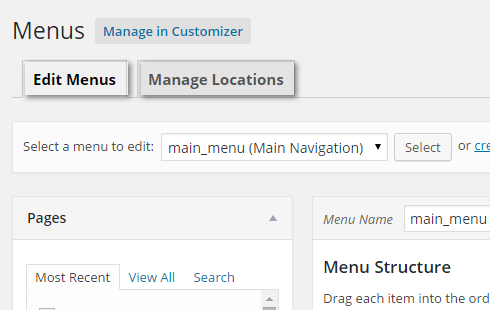 Menus Manage in Customizer
Edit Menus Manage Locations
Select a menu to edit: main_menu (Main Navigation) Select or cre
Pages
Menu Name main_menu
Most Recent View All Search
Menu Structure
Drag each item into the ord